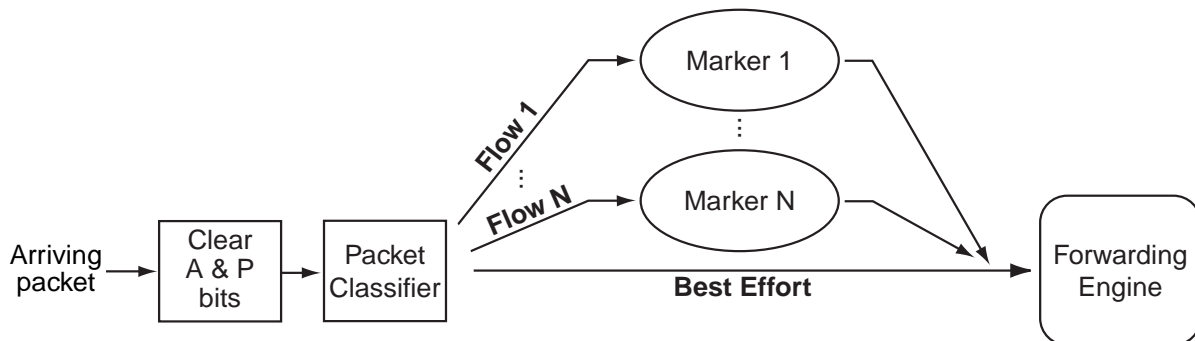 Arriving
packet
Clear
A & P
bits
Packet
Classifier
Flow 1
Flow N
Best Effort
Marker 1
Marker N
Forwarding
Engine